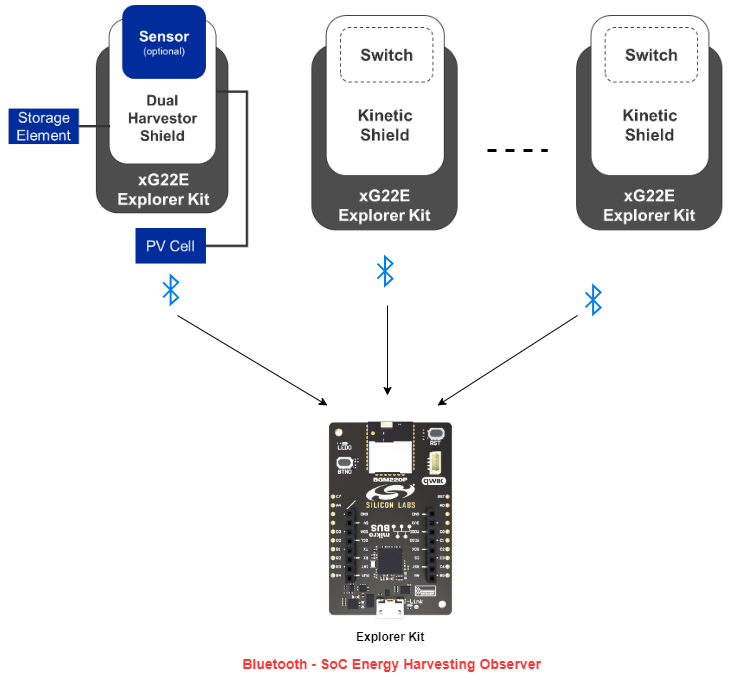 Sensor
(optional)
Dual
Harvestor
Shield
Storage
Element
xG22E
Explorer Kit
PV Cell
Switch
Kinetic
Shield
xG22E
Explorer Kit
Switch
Kinetic
Shield
xG22E
Explorer Kit
LED0
RST
BTN0
BGM220P
QWIIC
SILICON LABS
mikro
BUS
Explorer Kit
Bluetooth - SoC Energy Harvesting Observer